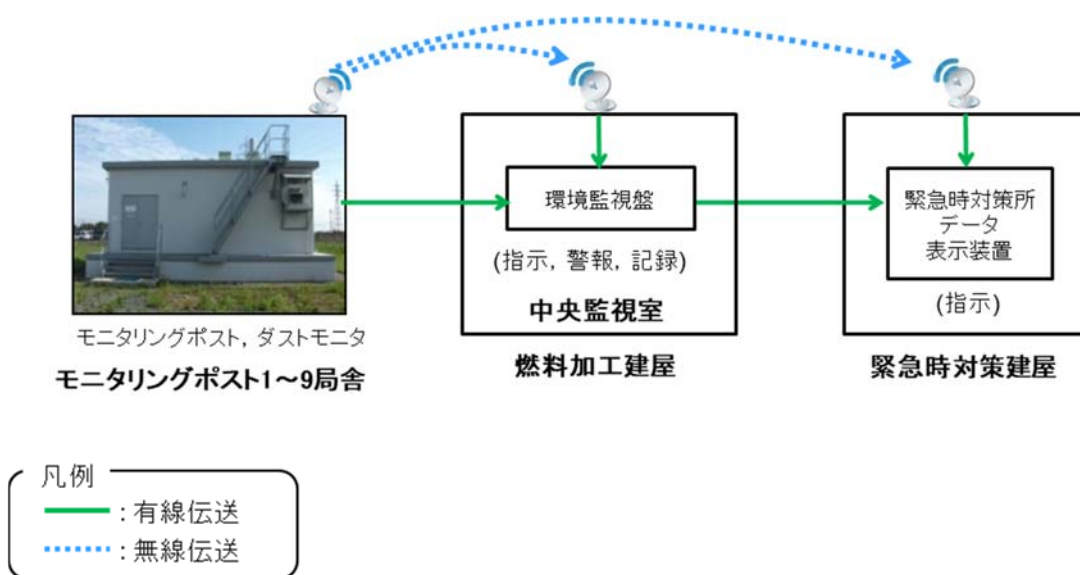 環境監視盤
(指示, 警報, 記録)
中央監視室
燃料加工建屋
緊急時対策所
データ
表示装置
(指示)
緊急時対策建屋
モニタリングポスト, ダストモニタ
モニタリングポスト1~9局舎
凡例
: 有線伝送
: 無線伝送